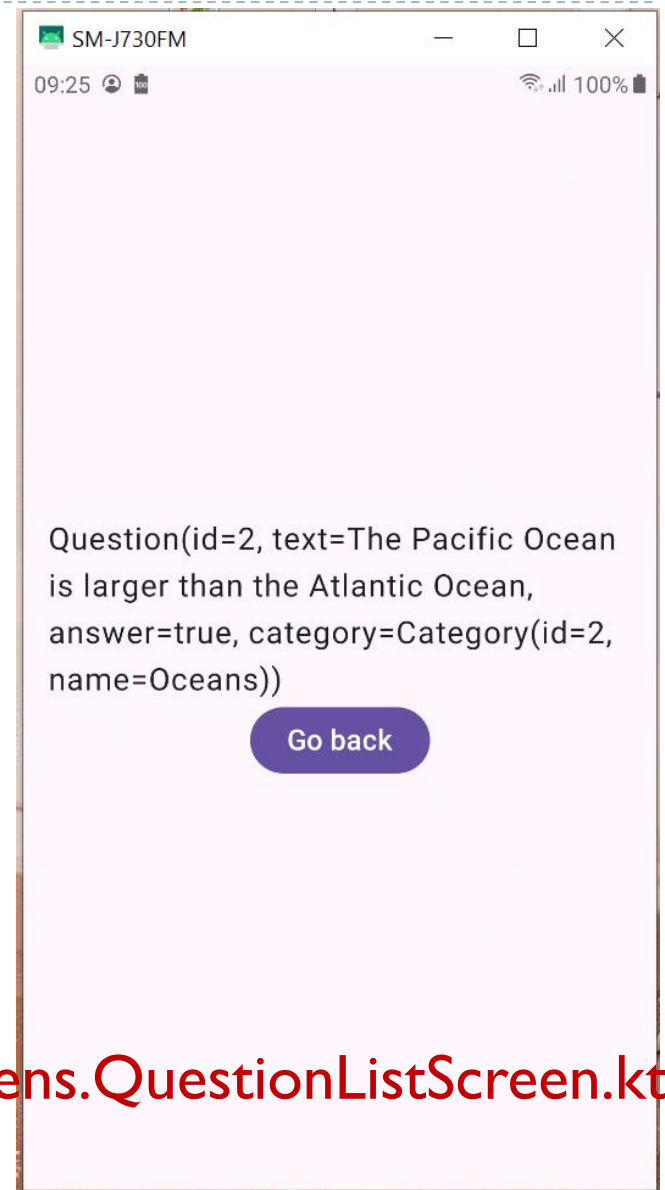 SM-J730FM
09:25 100 100%
Question(id=2, text=The Pacific Ocean
is larger than the Atlantic Ocean,
answer=true, category=Category(id=2,
name=Oceans))
Go back
ens.QuestionListScreen.kt